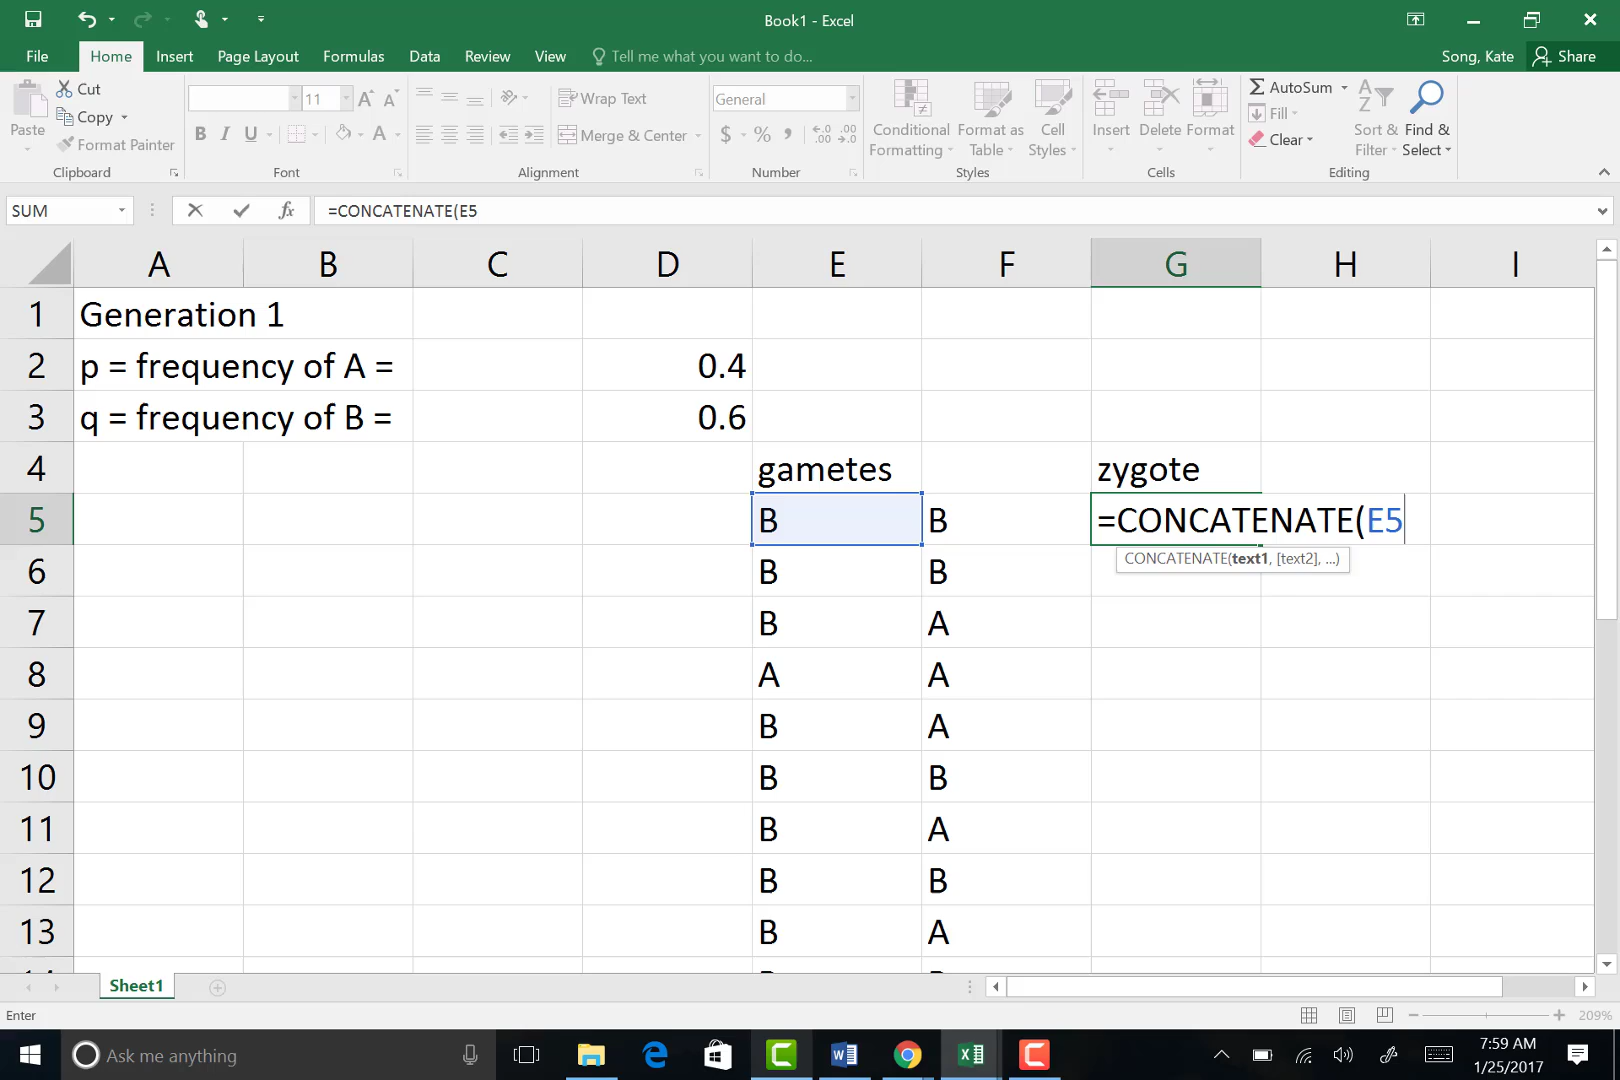 Book1 - Excel
File Home Insert Page Layout Formulas Data Review View Tell me what you want to do... Song, Kate Share
Paste Cut Copy Format Painter
Clipboard
11
B I U A
Font
Wrap Text
Merge & Center
Alignment
General
$ % ,
Number
Conditional Formatting
Format as Table
Cell Styles
Styles
Insert Delete Format
Cells
AutoSum
Fill
Clear
Sort & Filter
Find & Select
Editing
SUM fx =CONCATENATE(E5
A B C D E F G H I
1 Generation 1
2 p = frequency of A = 0.4
3 q = frequency of B = 0.6
4 gametes zygote
5 B B =CONCATENATE(E5
CONCATENATE(text1, [text2], ...)
6 B B
7 B A
8 A A
9 B A
10 B B
11 B A
12 B B
13 B A
Sheet1
Enter 209%
Ask me anything
7:59 AM
1/25/2017